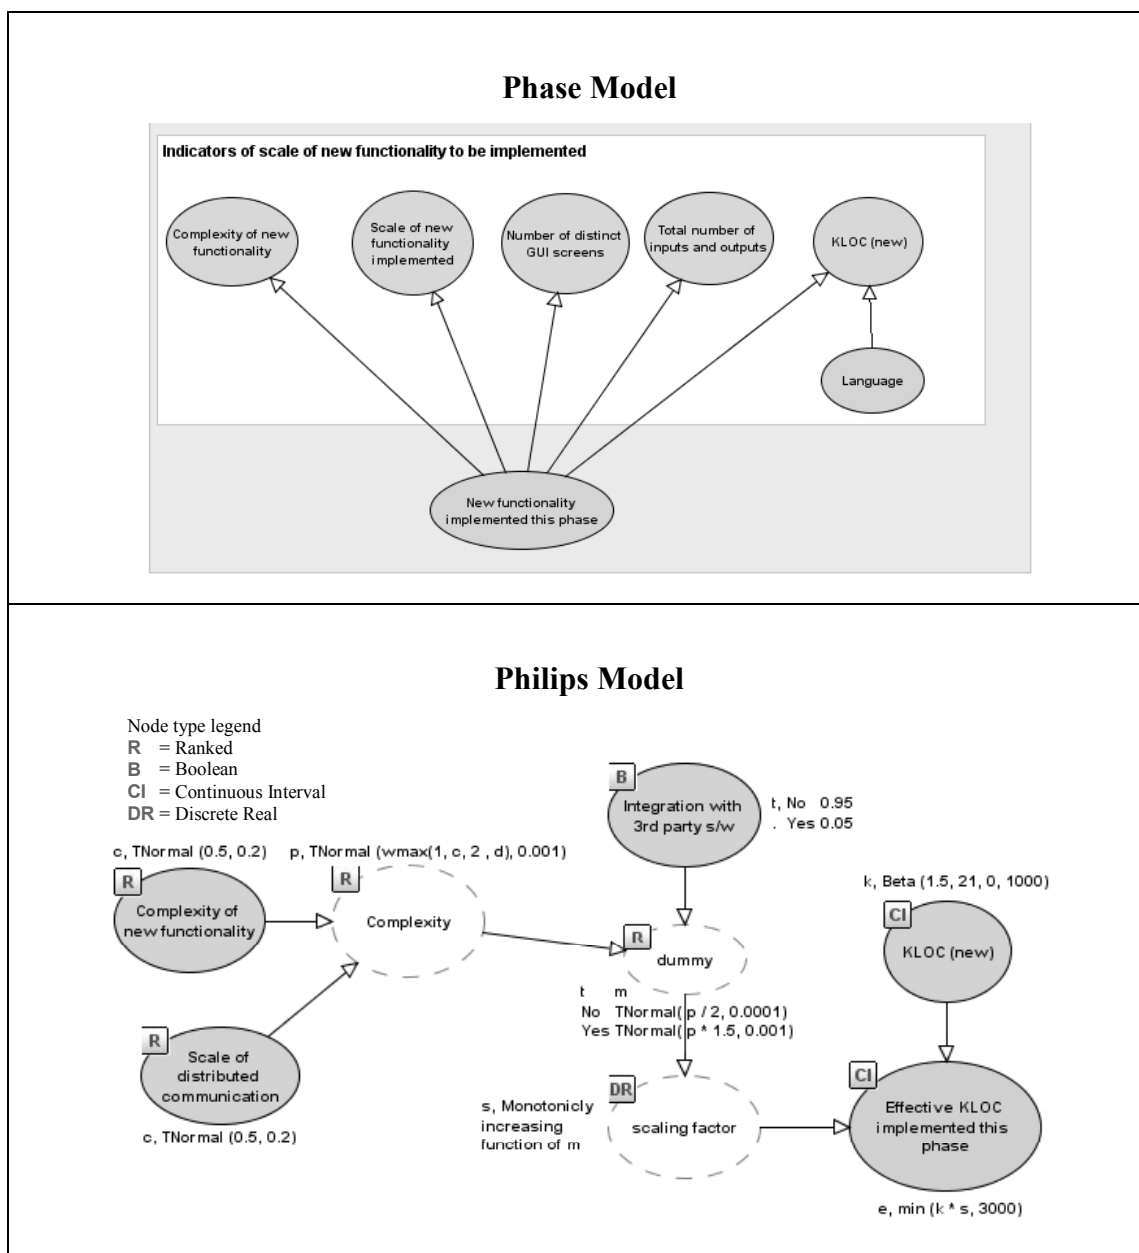 Phase Model
Indicators of scale of new functionality to be implemented
Complexity of new
functionality
Scale of new
functionality
implemented
Number of distinct
GUI screens
Total number of
inputs and outputs
KLOC (new)
Language
New functionality
implemented this phase
Philips Model
Node type legend
R = Ranked
B = Boolean
CI = Continuous Interval
DR = Discrete Real
B
Integration with
3rd party s/w
t, No 0.95
. Yes 0.05
c, TNormal (0.5, 0.2)
p, TNormal (wmax(1, c, 2 , d), 0.001)
R
Complexity of
new functionality
R
Complexity
k, Beta (1.5, 21, 0, 1000)
CI
KLOC (new)
R
dummy
t m
No TNormal( p / 2, 0.0001)
Yes TNormal( p * 1.5, 0.001)
R
Scale of
distributed
communication
c, TNormal (0.5, 0.2)
s, Monotonicly
increasing
function of m
DR
scaling factor
CI
Effective KLOC
implemented this
phase
e, min (k * s, 3000)